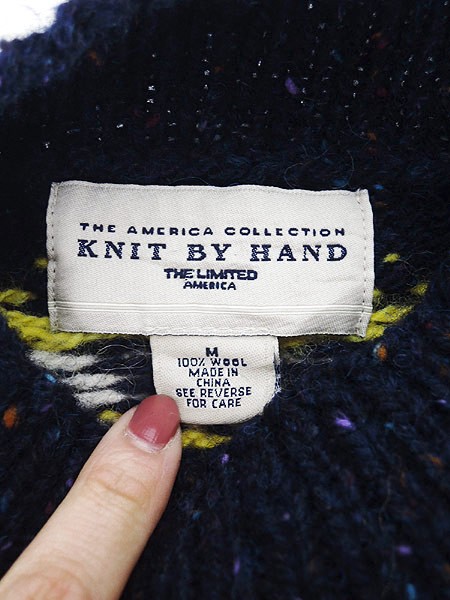 THE AMERICA COLLECTION
KNIT BY HAND
THE LIMITED
AMERICA
M
100% WOOL
MADE IN
CHINA
SEE REVERSE
FOR CARE